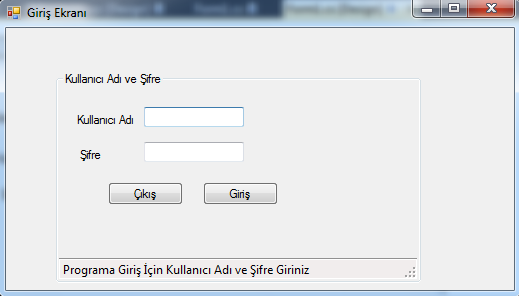 Giriş Ekranı
Kullanıcı Adı ve Şifre
Kullanıcı Adı
Şifre
Çıkış Giriş
Programa Giriş İçin Kullanıcı Adı ve Şifre Giriniz